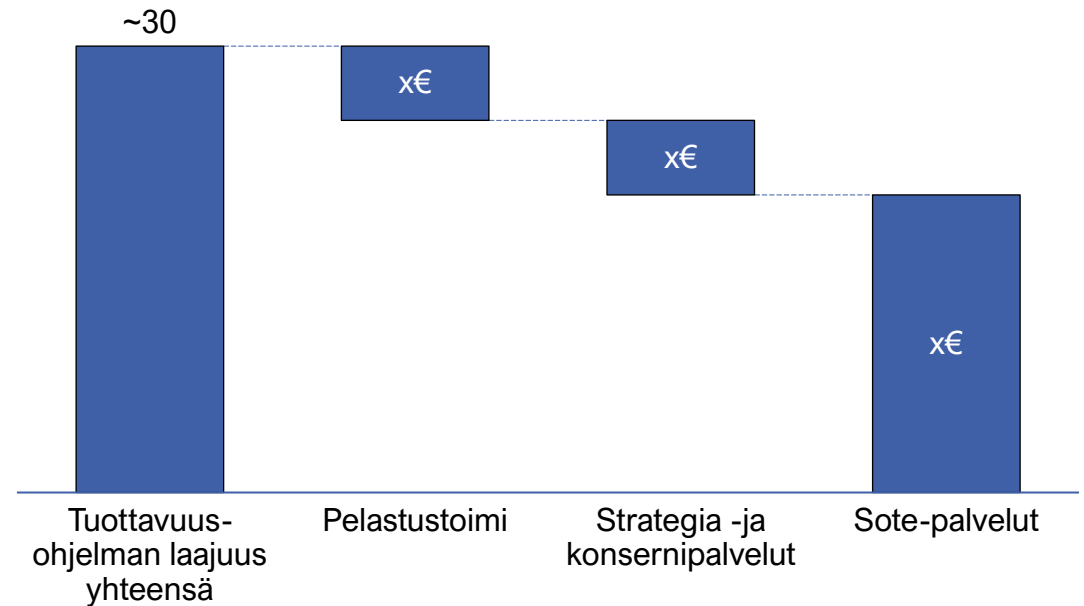 ~30
x€
x€
x€
Tuottavuus-
ohjelman laajuus
yhteensä
Pelastustoimi
Strategia -ja
konsernipalvelut
Sote-palvelut